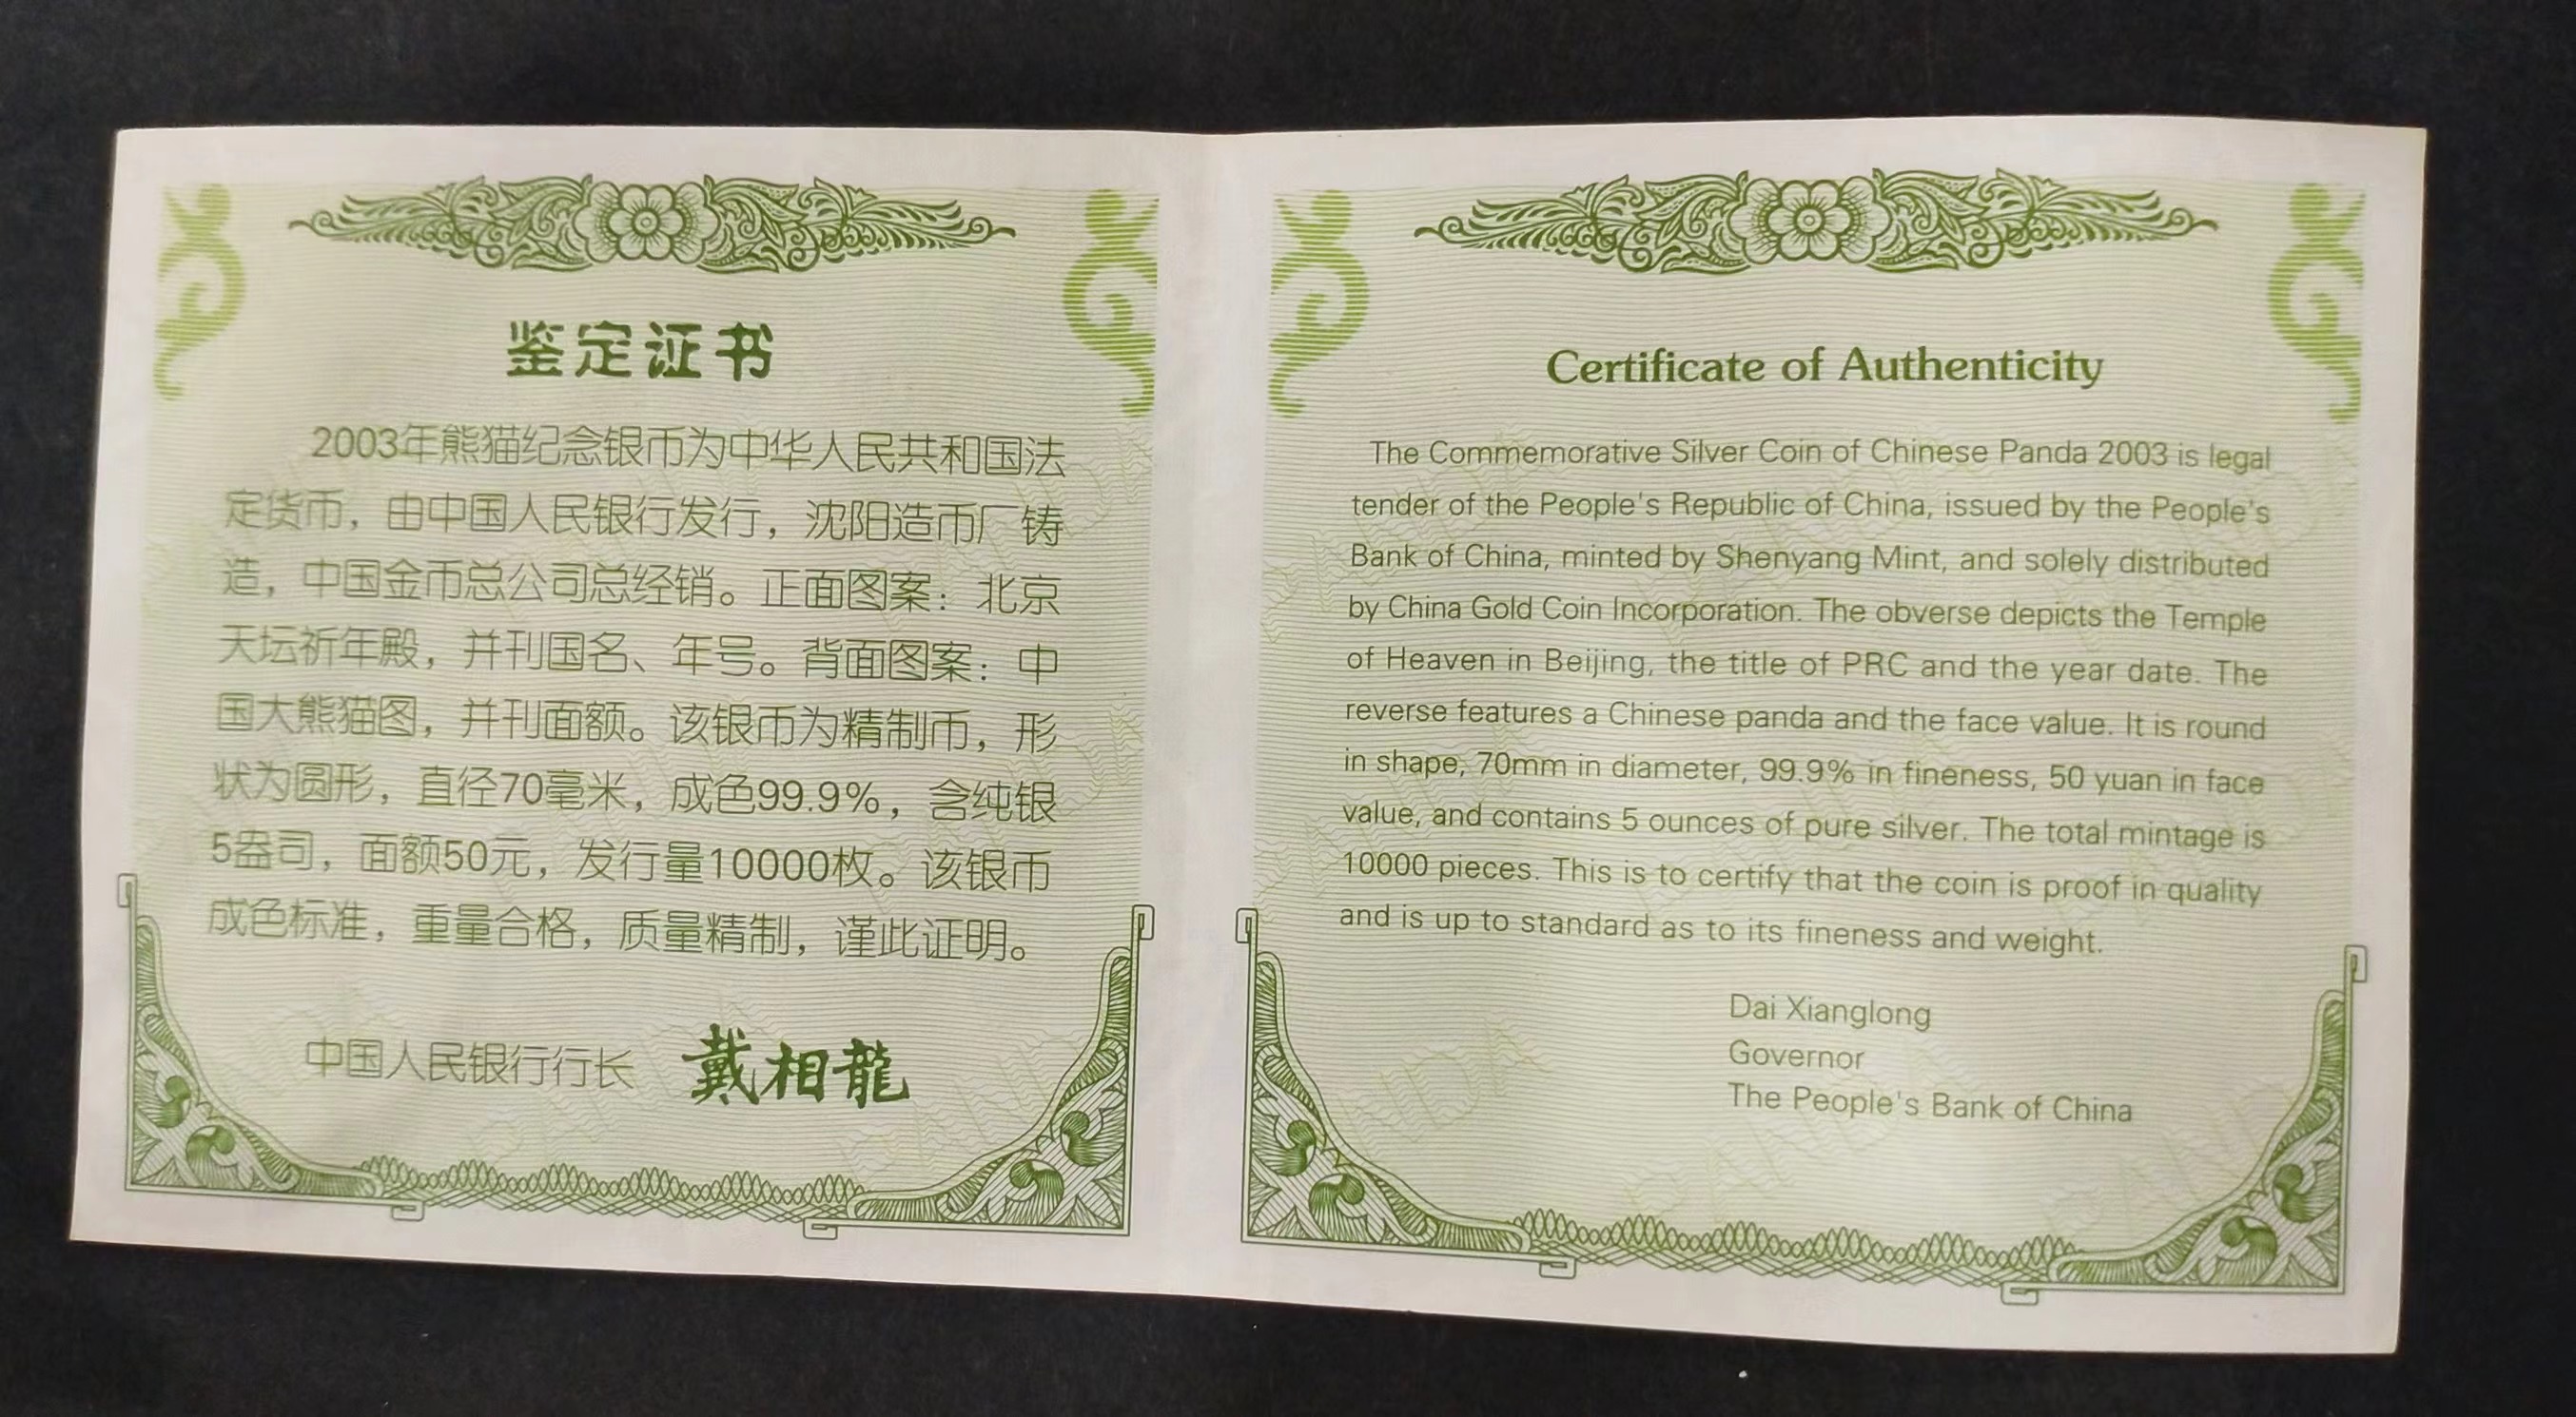 鉴定证书
2003年熊猫纪念银币为中华人民共和国法
定货币，由中国人民银行发行，沈阳造币厂铸
造，中国金币总公司总经销。正面图案：北京
天坛祈年殿，并刊国名、年号。背面图案：中
国大熊猫图，并刊面额。该银币为精制币，形
状为圆形，直径70毫米，成色99.9%，含纯银
5盎司，面额50元，发行量10000枚。该银币
成色标准，重量合格，质量精制，谨此证明。
中国人民银行行长 戴相龍
Certificate of Authenticity
The Commemorative Silver Coin of Chinese Panda 2003 is legal
tender of the People's Republic of China, issued by the People's
Bank of China, minted by Shenyang Mint, and solely distributed
by China Gold Coin Incorporation. The obverse depicts the Temple
of Heaven in Beijing, the title of PRC and the year date. The
reverse features a Chinese panda and the face value. It is round
in shape, 70mm in diameter, 99.9% in fineness, 50 yuan in face
value, and contains 5 ounces of pure silver. The total mintage is
10000 pieces. This is to certify that the coin is proof in quality
and is up to standard as to its fineness and weight.
Dai Xianglong
Governor
The People's Bank of China